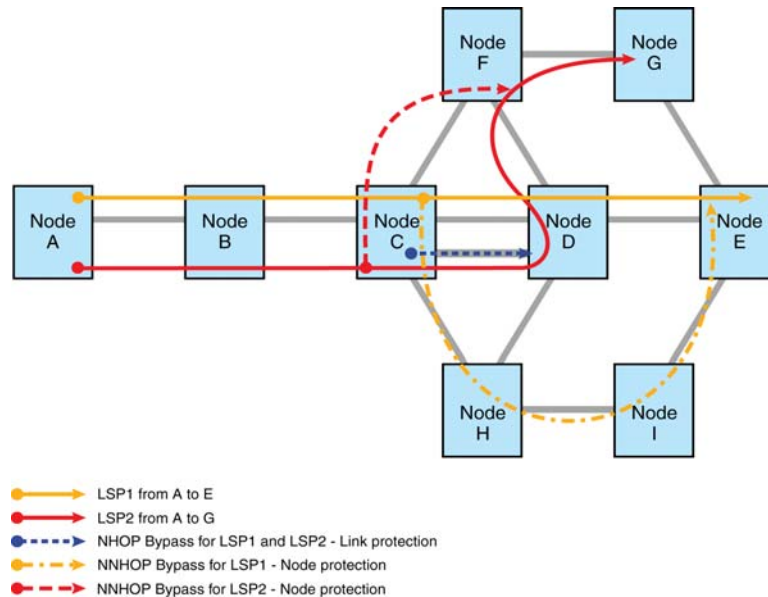 Node
F
Node
G
Node
A
Node
B
Node
C
Node
D
Node
E
Node
H
Node
I
LSP1 from A to E
LSP2 from A to G
NHOP Bypass for LSP1 and LSP2 - Link protection
NNHOP Bypass for LSP1 - Node protection
NNHOP Bypass for LSP2 - Node protection